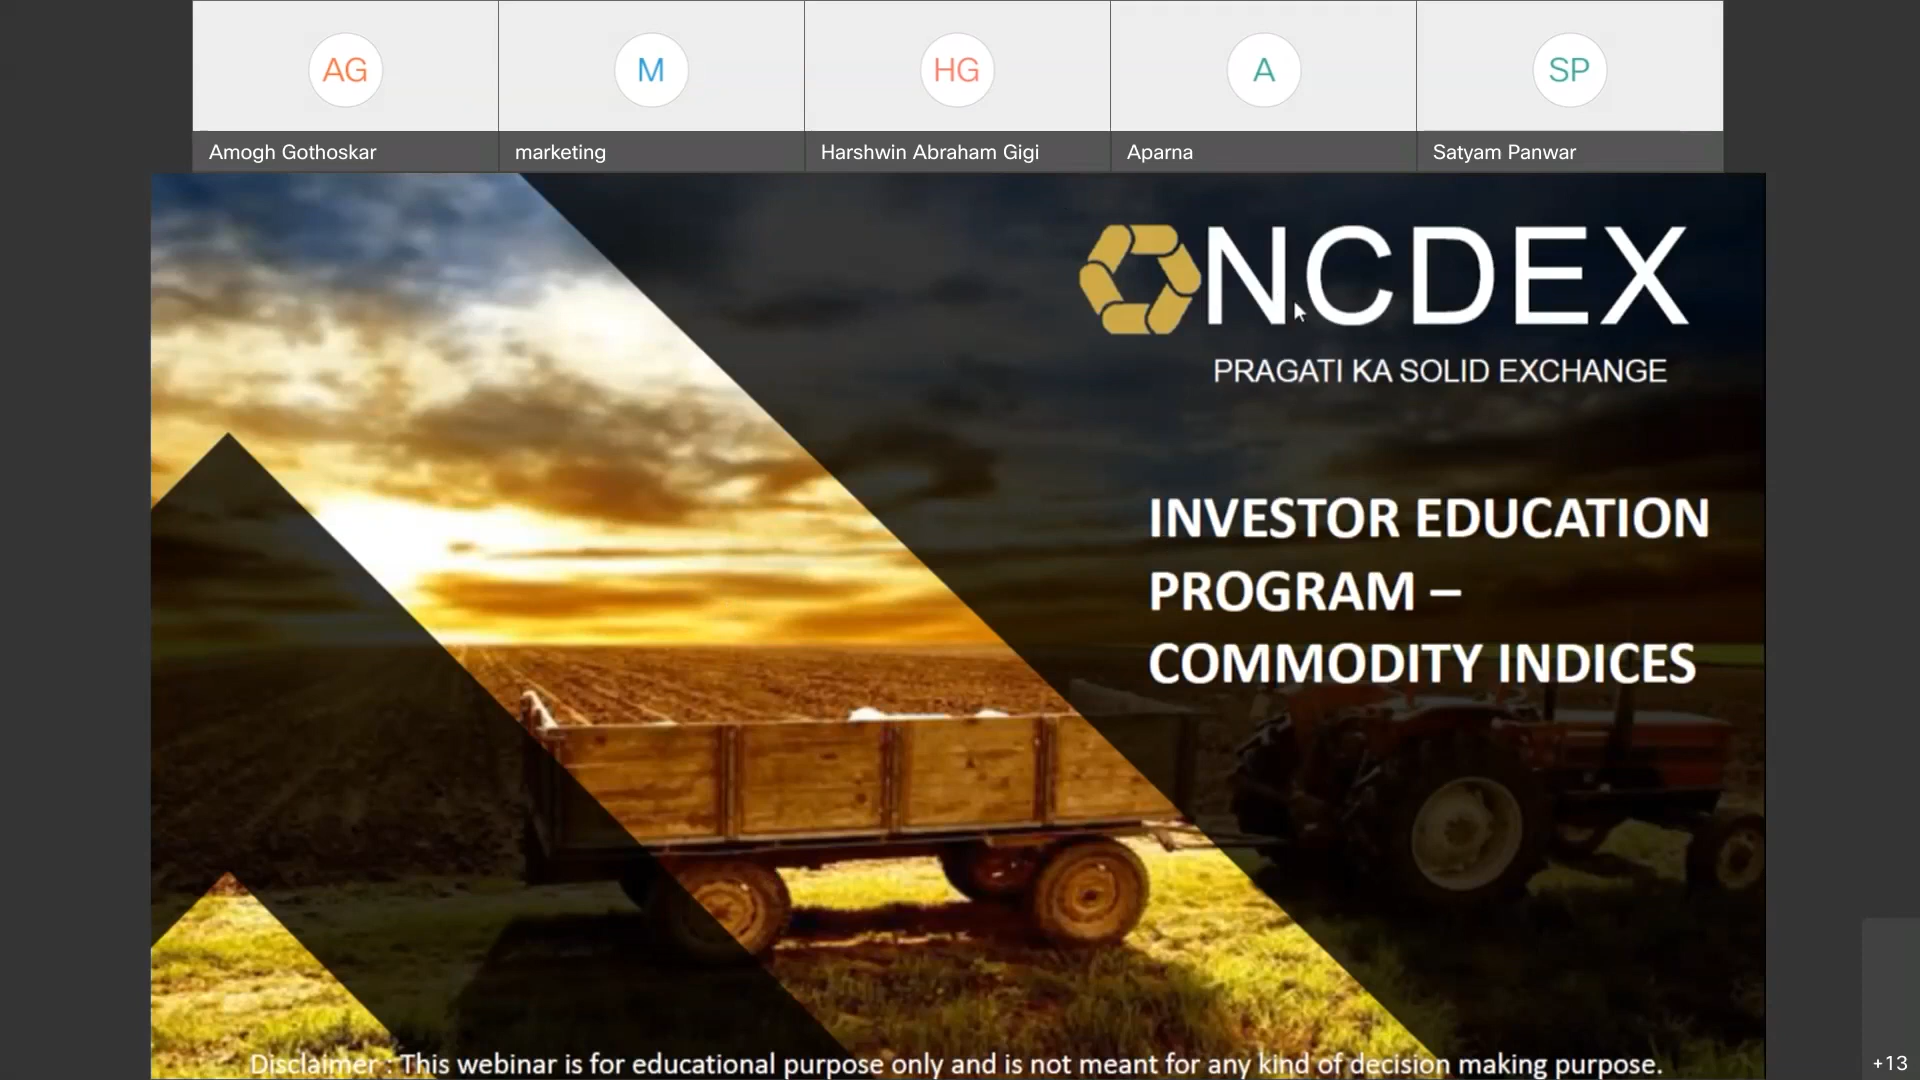 AG
M
HG
A
SP
Amogh Gothoskar
marketing
Harshwin Abraham Gigi
Aparna
Satyam Panwar
NCDEX
PRAGATI KA SOLID EXCHANGE
INVESTOR EDUCATION
PROGRAM –
COMMODITY INDICES
Disclaimer : This webinar is for educational purpose only and is not meant for any kind of decision making purpose.
+13